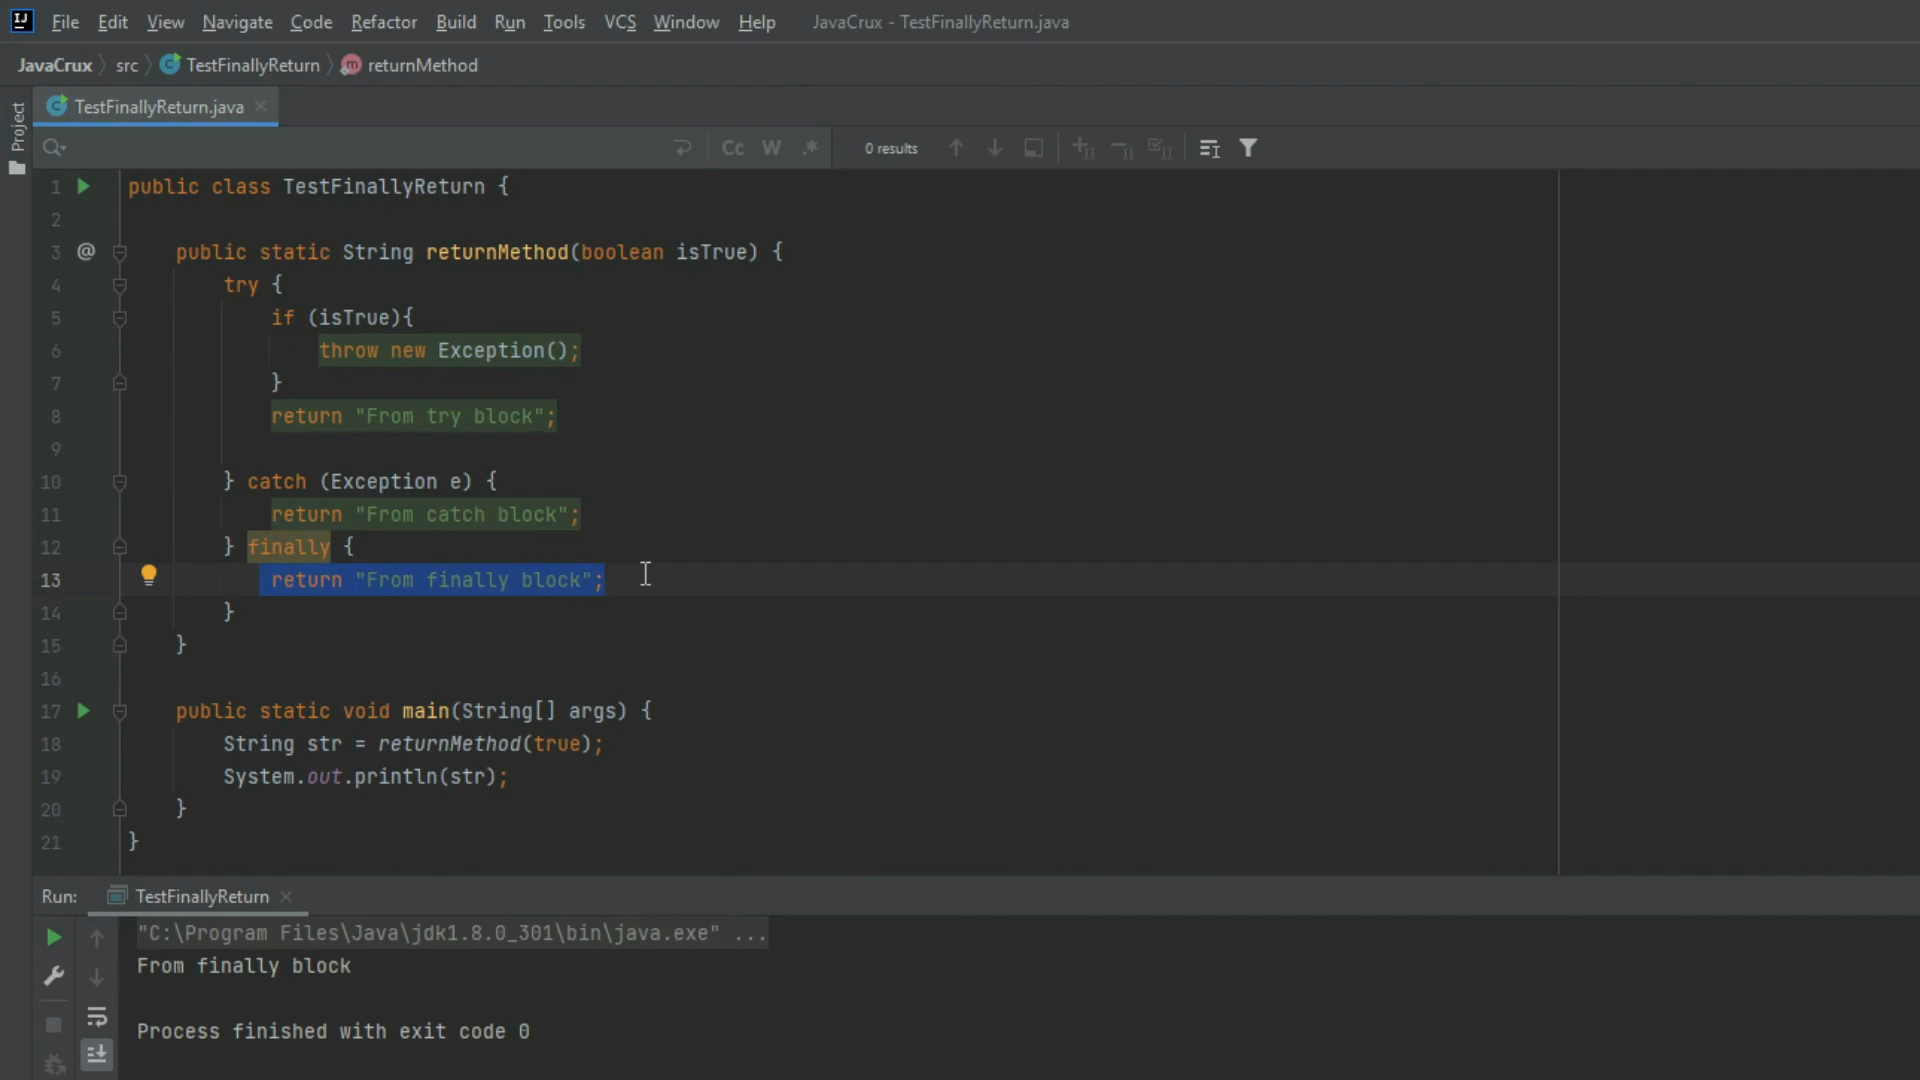 IJ File Edit View Navigate Code Refactor Build Run Tools VCS Window Help JavaCrux - TestFinallyReturn.java
JavaCrux src C TestFinallyReturn m returnMethod
Project
C TestFinallyReturn.java
Cc W .* 0 results
1 public class TestFinallyReturn {
2
3 @ public static String returnMethod(boolean isTrue) {
4 try {
5 if (isTrue){
6 throw new Exception();
7 }
8 return "From try block";
9
10 } catch (Exception e) {
11 return "From catch block";
12 } finally {
13 return "From finally block";
14 }
15 }
16
17 public static void main(String[] args) {
18 String str = returnMethod(true);
19 System.out.println(str);
20 }
21 }
Run: TestFinallyReturn
"C:\Program Files\Java\jdk1.8.0_301\bin\java.exe" ...
From finally block
Process finished with exit code 0